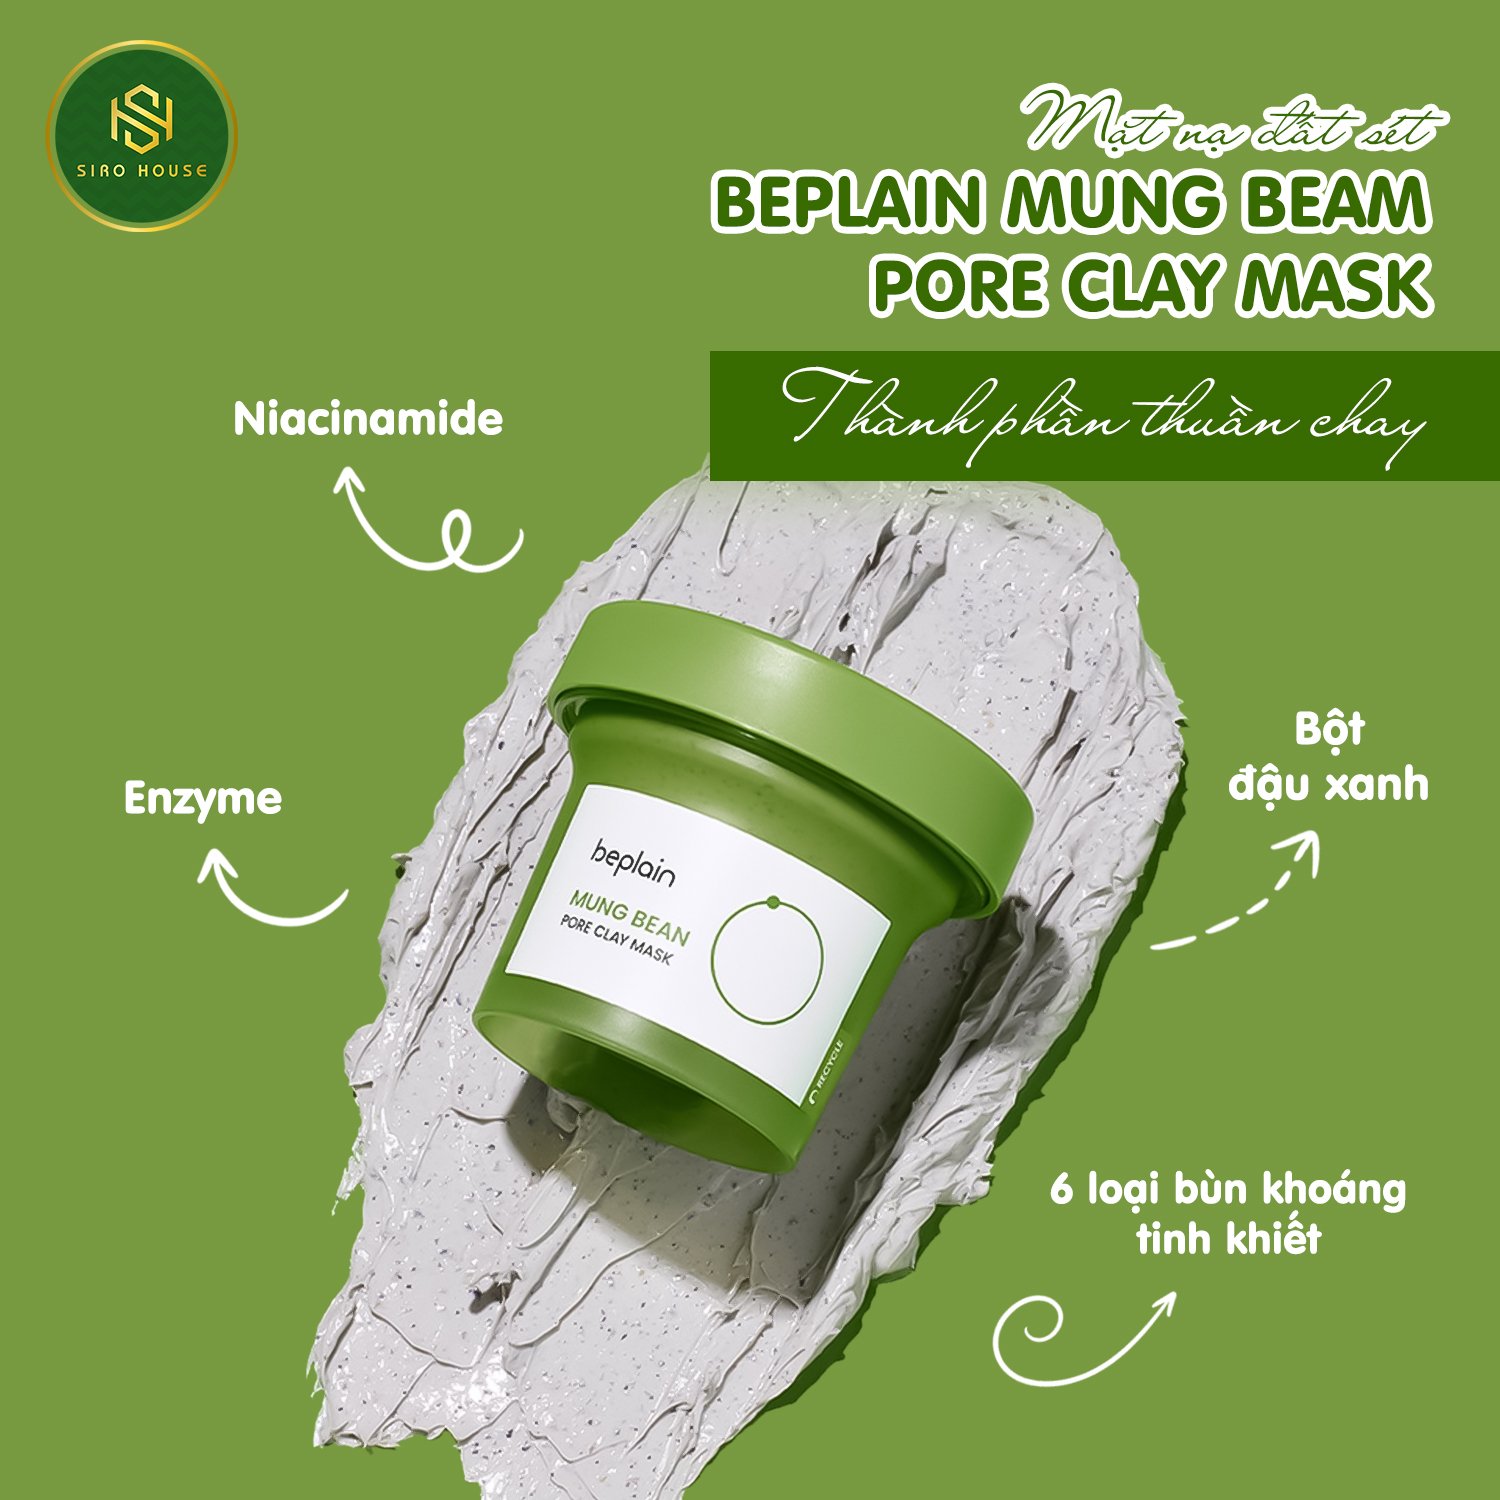 SIRO HOUSE
Mặt nạ đất sét
BEPLAIN MUNG BEAM
PORE CLAY MASK
Thành phần thuần chay
Niacinamide
Enzyme
Bột
đậu xanh
beplain
MUNG BEAN
PORE CLAY MASK
RECYCLE
6 loại bùn khoáng
tinh khiết